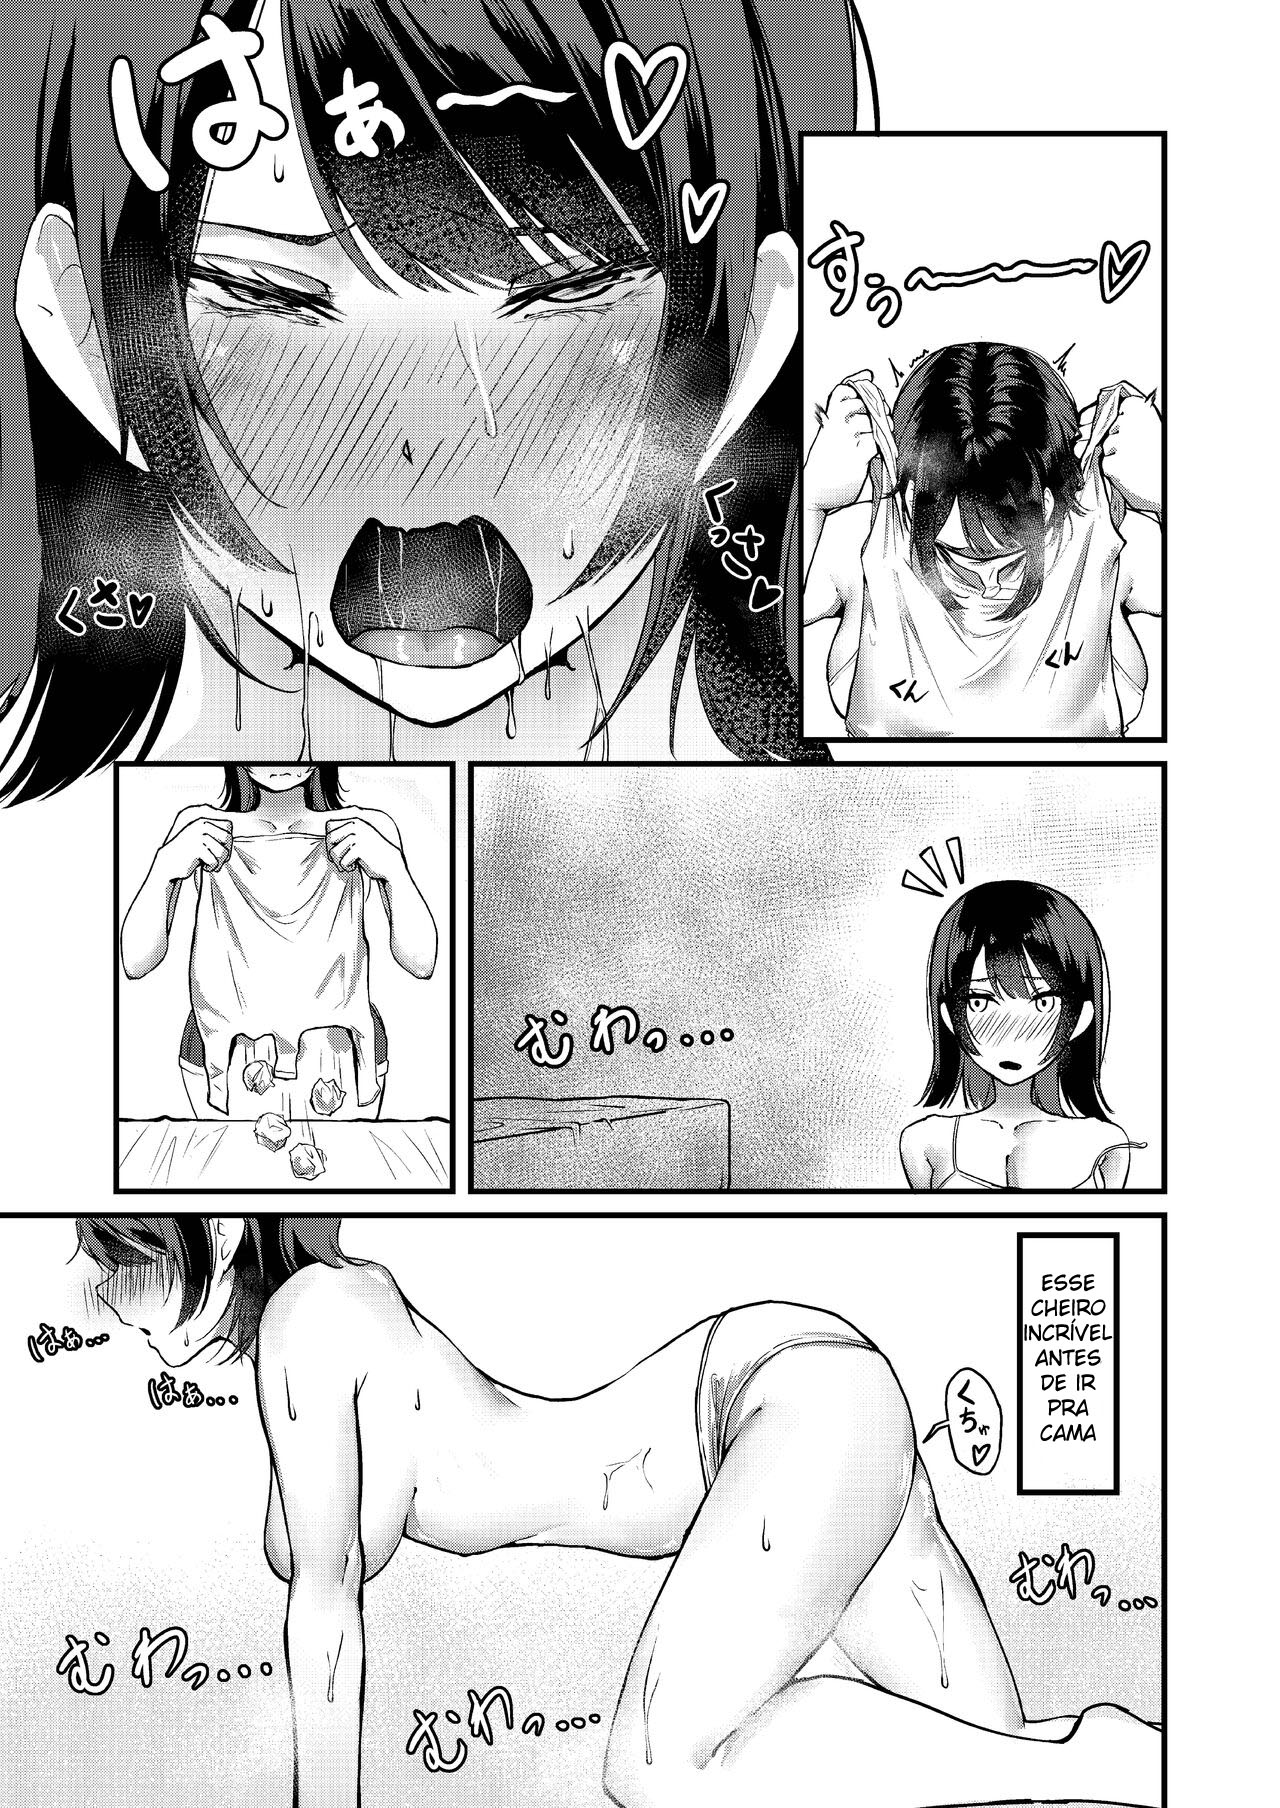 すぅ〜〜♡
くん
くん
はぁ〜♡
♡
くっさ♡
くさ♡
むわっ...
ESSE
CHEIRO
INCRÍVEL
ANTES
DE IR
PRA
CAMA
くちゅ♡
はぁ...
はぁ...
むわっ...
むわっ...
むわっ...